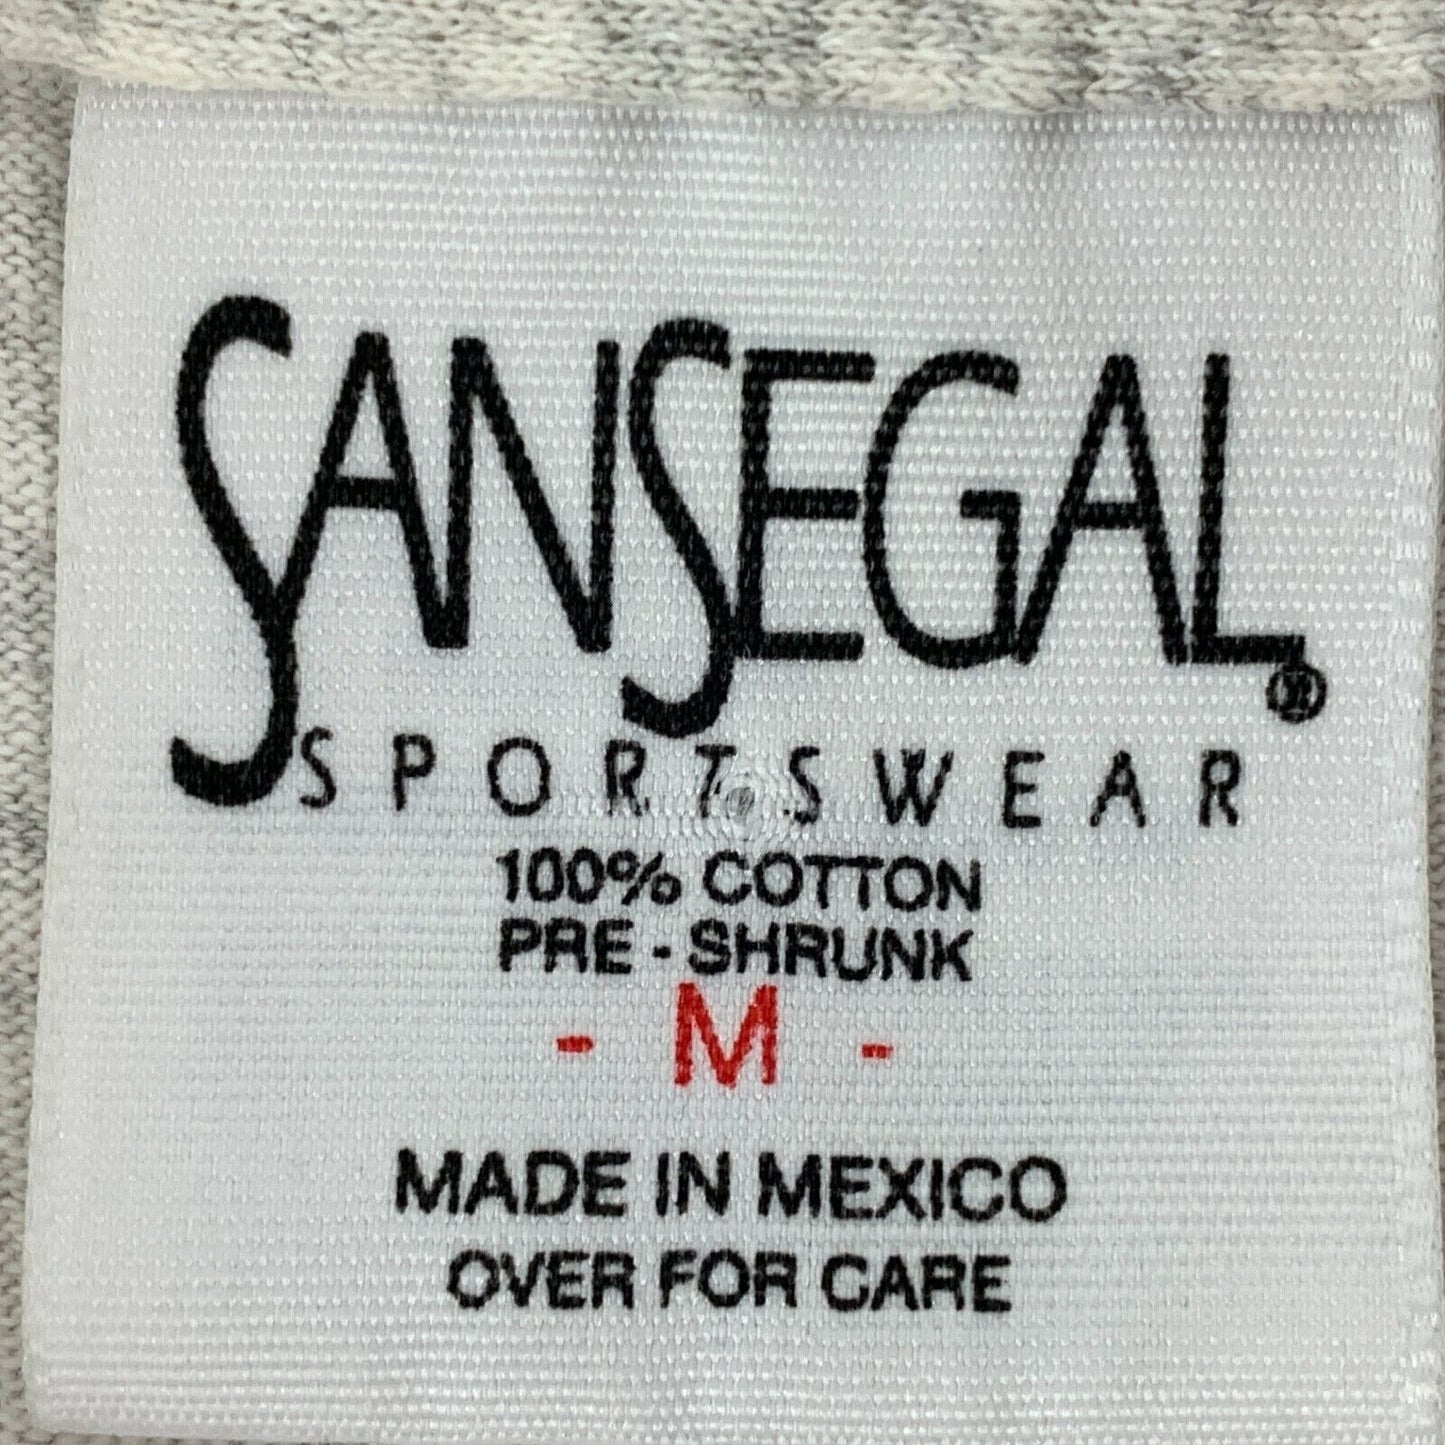 SANSEGAL®
SPORTSWEAR
100% COTTON
PRE - SHRUNK
- M -
MADE IN MEXICO
OVER FOR CARE